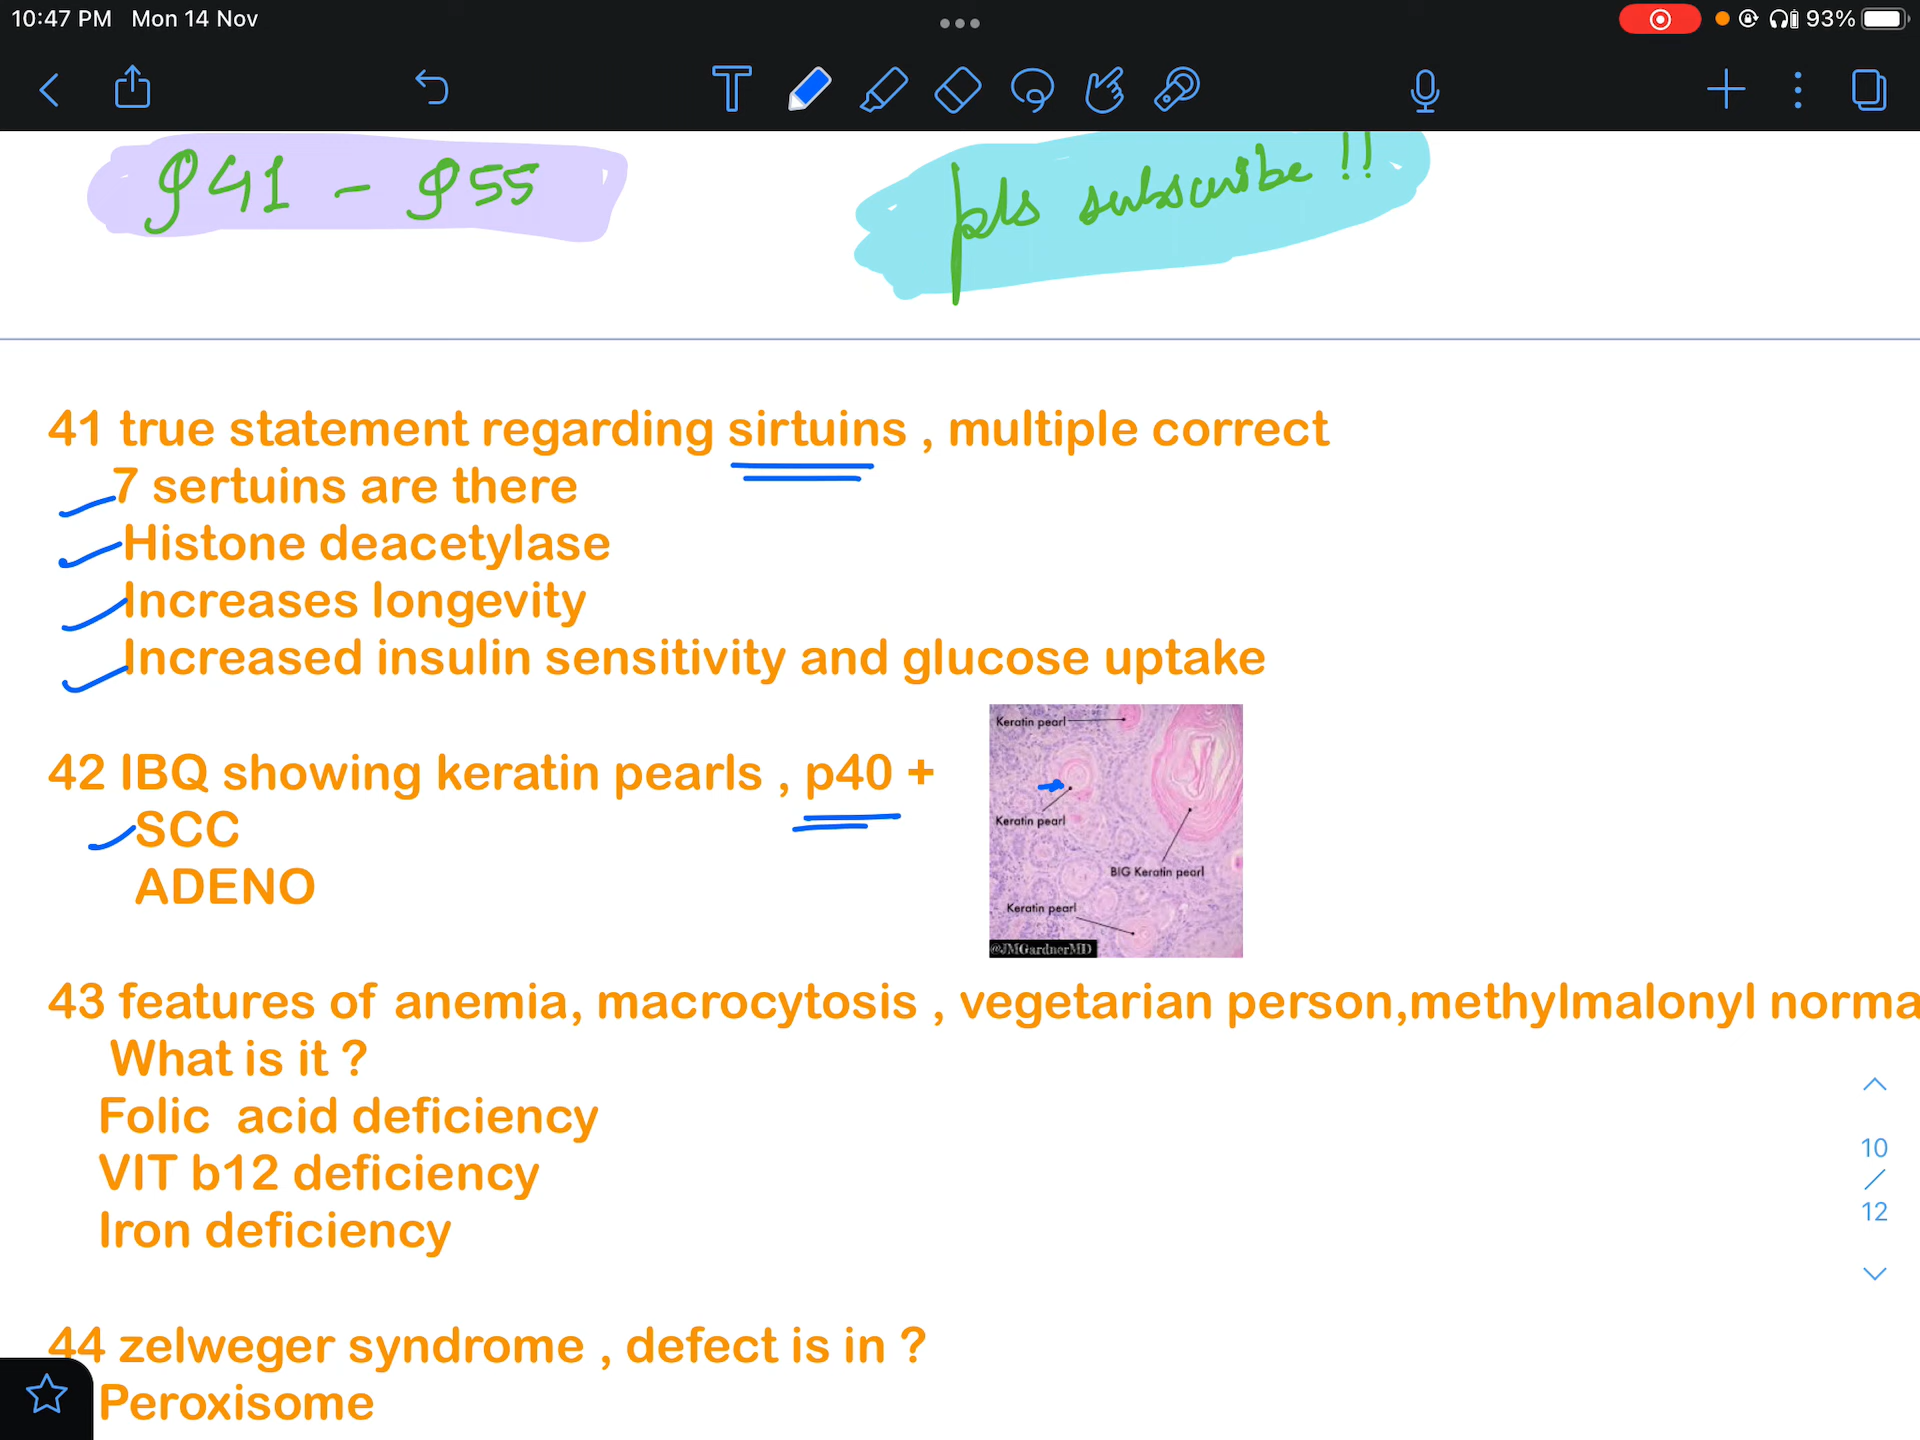 10:47 PM Mon 14 Nov
93%
Q41 - Q55
pls subscribe !!
41 true statement regarding sirtuins , multiple correct
7 sertuins are there
Histone deacetylase
Increases longevity
Increased insulin sensitivity and glucose uptake
42 IBQ showing keratin pearls , p40 +
SCC
ADENO
Keratin pearl
Keratin pearl
BIG Keratin pearl
Keratin pearl
@JMGardnerMD
43 features of anemia, macrocytosis , vegetarian person,methylmalonyl norma
What is it ?
Folic acid deficiency
VIT b12 deficiency
Iron deficiency
10
/
12
44 zelweger syndrome , defect is in ?
Peroxisome